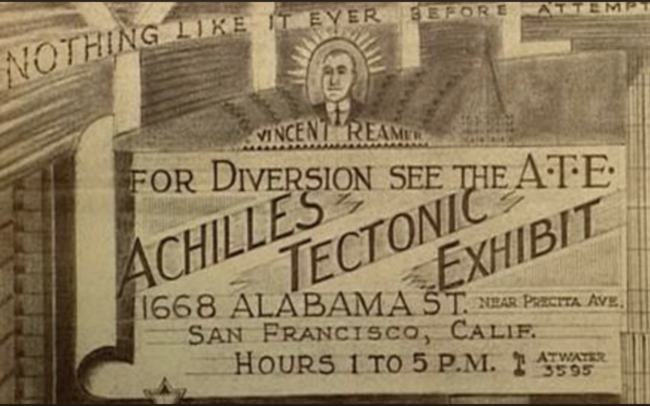 NOTHING LIKE IT EVER BEFORE ATTEMPT
VINCENT REAMER
FOR DIVERSION SEE THE A·T·E·
ACHILLES
TECTONIC
EXHIBIT
1668 ALABAMA ST. NEAR PRECITA AVE.
SAN FRANCISCO, CALIF.
HOURS 1 TO 5 P.M. ATWATER
3595